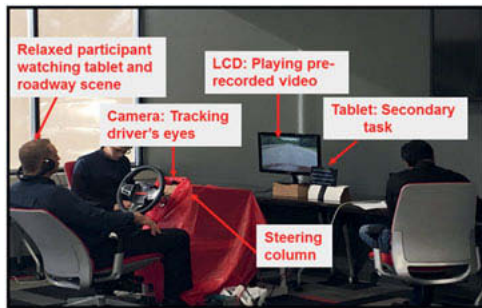 Relaxed participant
watching tablet and
roadway scene
LCD: Playing pre-
recorded video
Camera: Tracking
driver's eyes
Tablet: Secondary
task
Steering
column